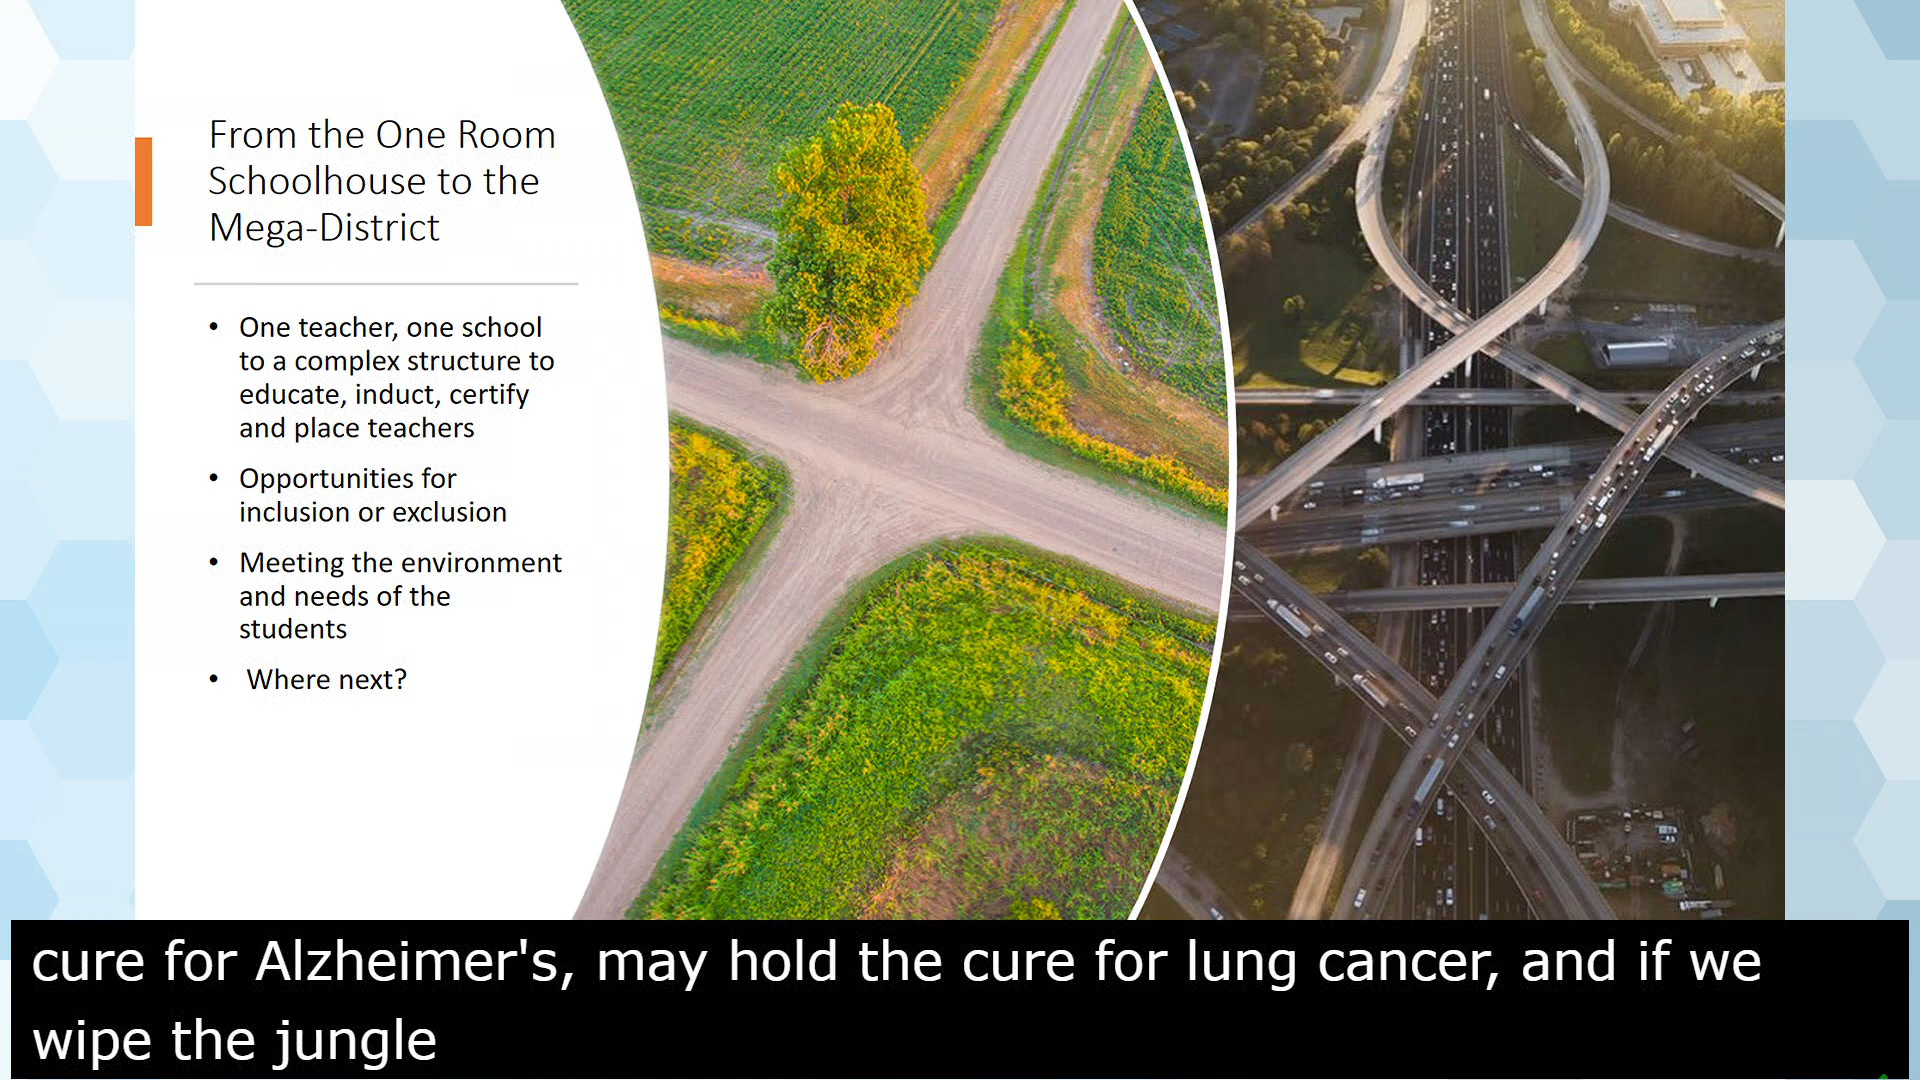 From the One Room
Schoolhouse to the
Mega-District
• One teacher, one school
to a complex structure to
educate, induct, certify
and place teachers
• Opportunities for
inclusion or exclusion
• Meeting the environment
and needs of the
students
• Where next?
cure for Alzheimer's, may hold the cure for lung cancer, and if we
wipe the jungle